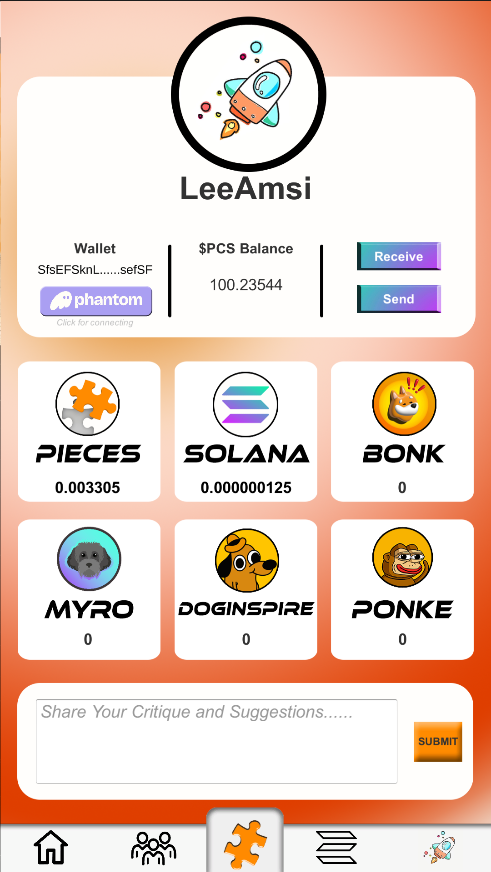 LeeAmsi
Wallet
SfsEFSknL......sefSF
phantom
Click for connecting
$PCS Balance
100.23544
Receive
Send
PIECES
0.003305
SOLANA
0.000000125
BONK
0
MYRO
0
DOGINSPIRE
0
PONKE
0
Share Your Critique and Suggestions......
SUBMIT